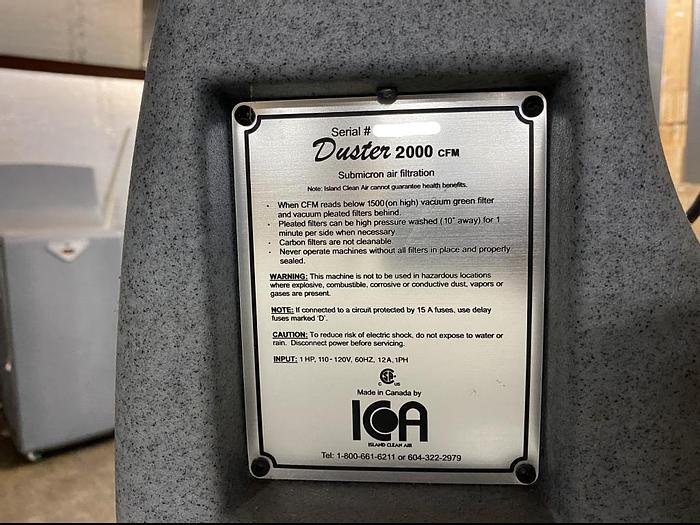 Serial #
Duster 2000 CFM
Submicron air filtration
Note: Island Clean Air cannot guarantee health benefits.
· When CFM reads below 1500(on high) vacuum green filter
and vacuum pleated filters behind.
· Pleated filters can be high pressure washed (10" away) for 1
minute per side when necessary
· Carbon filters are not cleanable
· Never operate machines without all filters in place and properly
sealed.
WARNING: This machine is not to be used in hazardous locations
where explosive, combustible, corrosive or conductive dust, vapors or
gases are present.
NOTE: If connected to a circuit protected by 15 A fuses, use delay
fuses marked 'D'.
CAUTION: To reduce risk of electric shock, do not expose to water or
rain. Disconnect power before servicing.
INPUT: 1 HP, 110-120V, 60HZ, 12A, 1PH
C US
Made in Canada by
ICA
ISLAND CLEAN AIR
Tel: 1-800-661-6211 or 604-322-2979